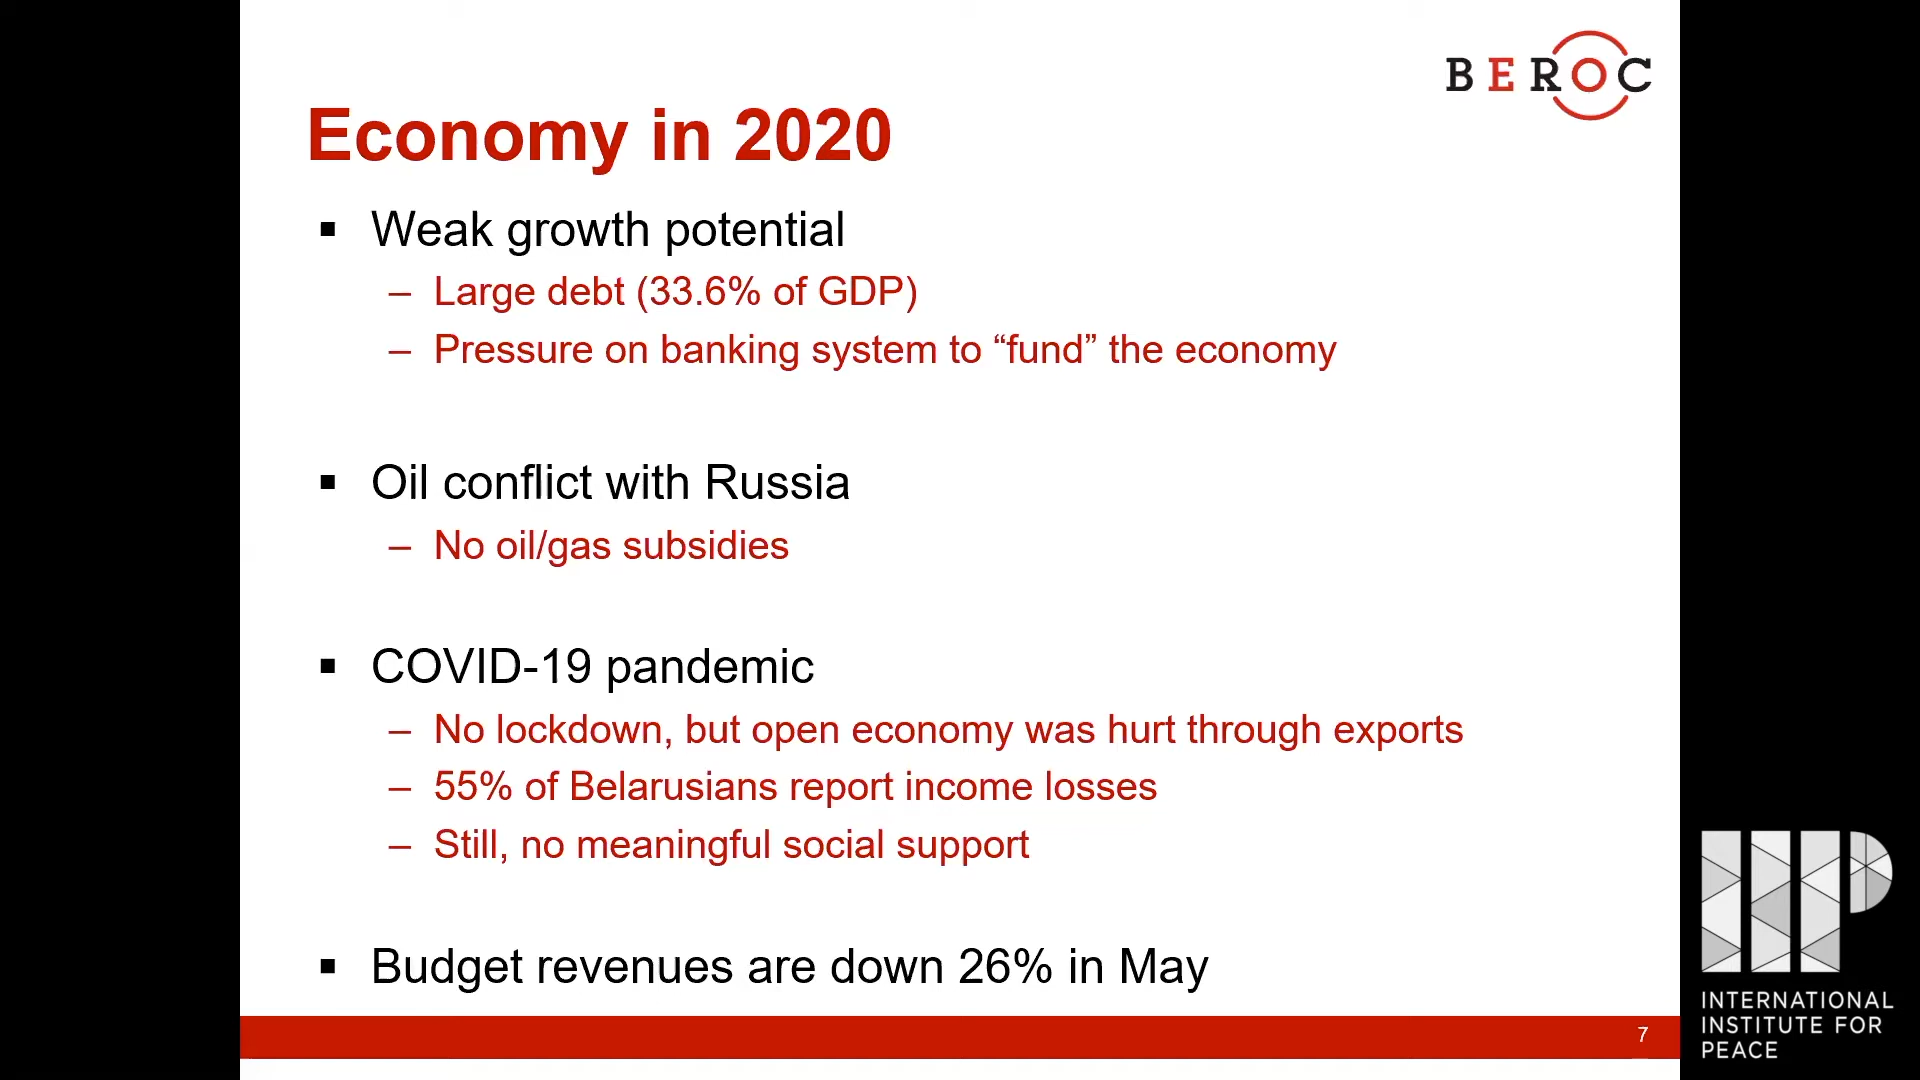 BEROC
Economy in 2020
▪ Weak growth potential
– Large debt (33.6% of GDP)
– Pressure on banking system to “fund” the economy
▪ Oil conflict with Russia
– No oil/gas subsidies
▪ COVID-19 pandemic
– No lockdown, but open economy was hurt through exports
– 55% of Belarusians report income losses
– Still, no meaningful social support
▪ Budget revenues are down 26% in May
7
IIP
INTERNATIONAL
INSTITUTE FOR
PEACE